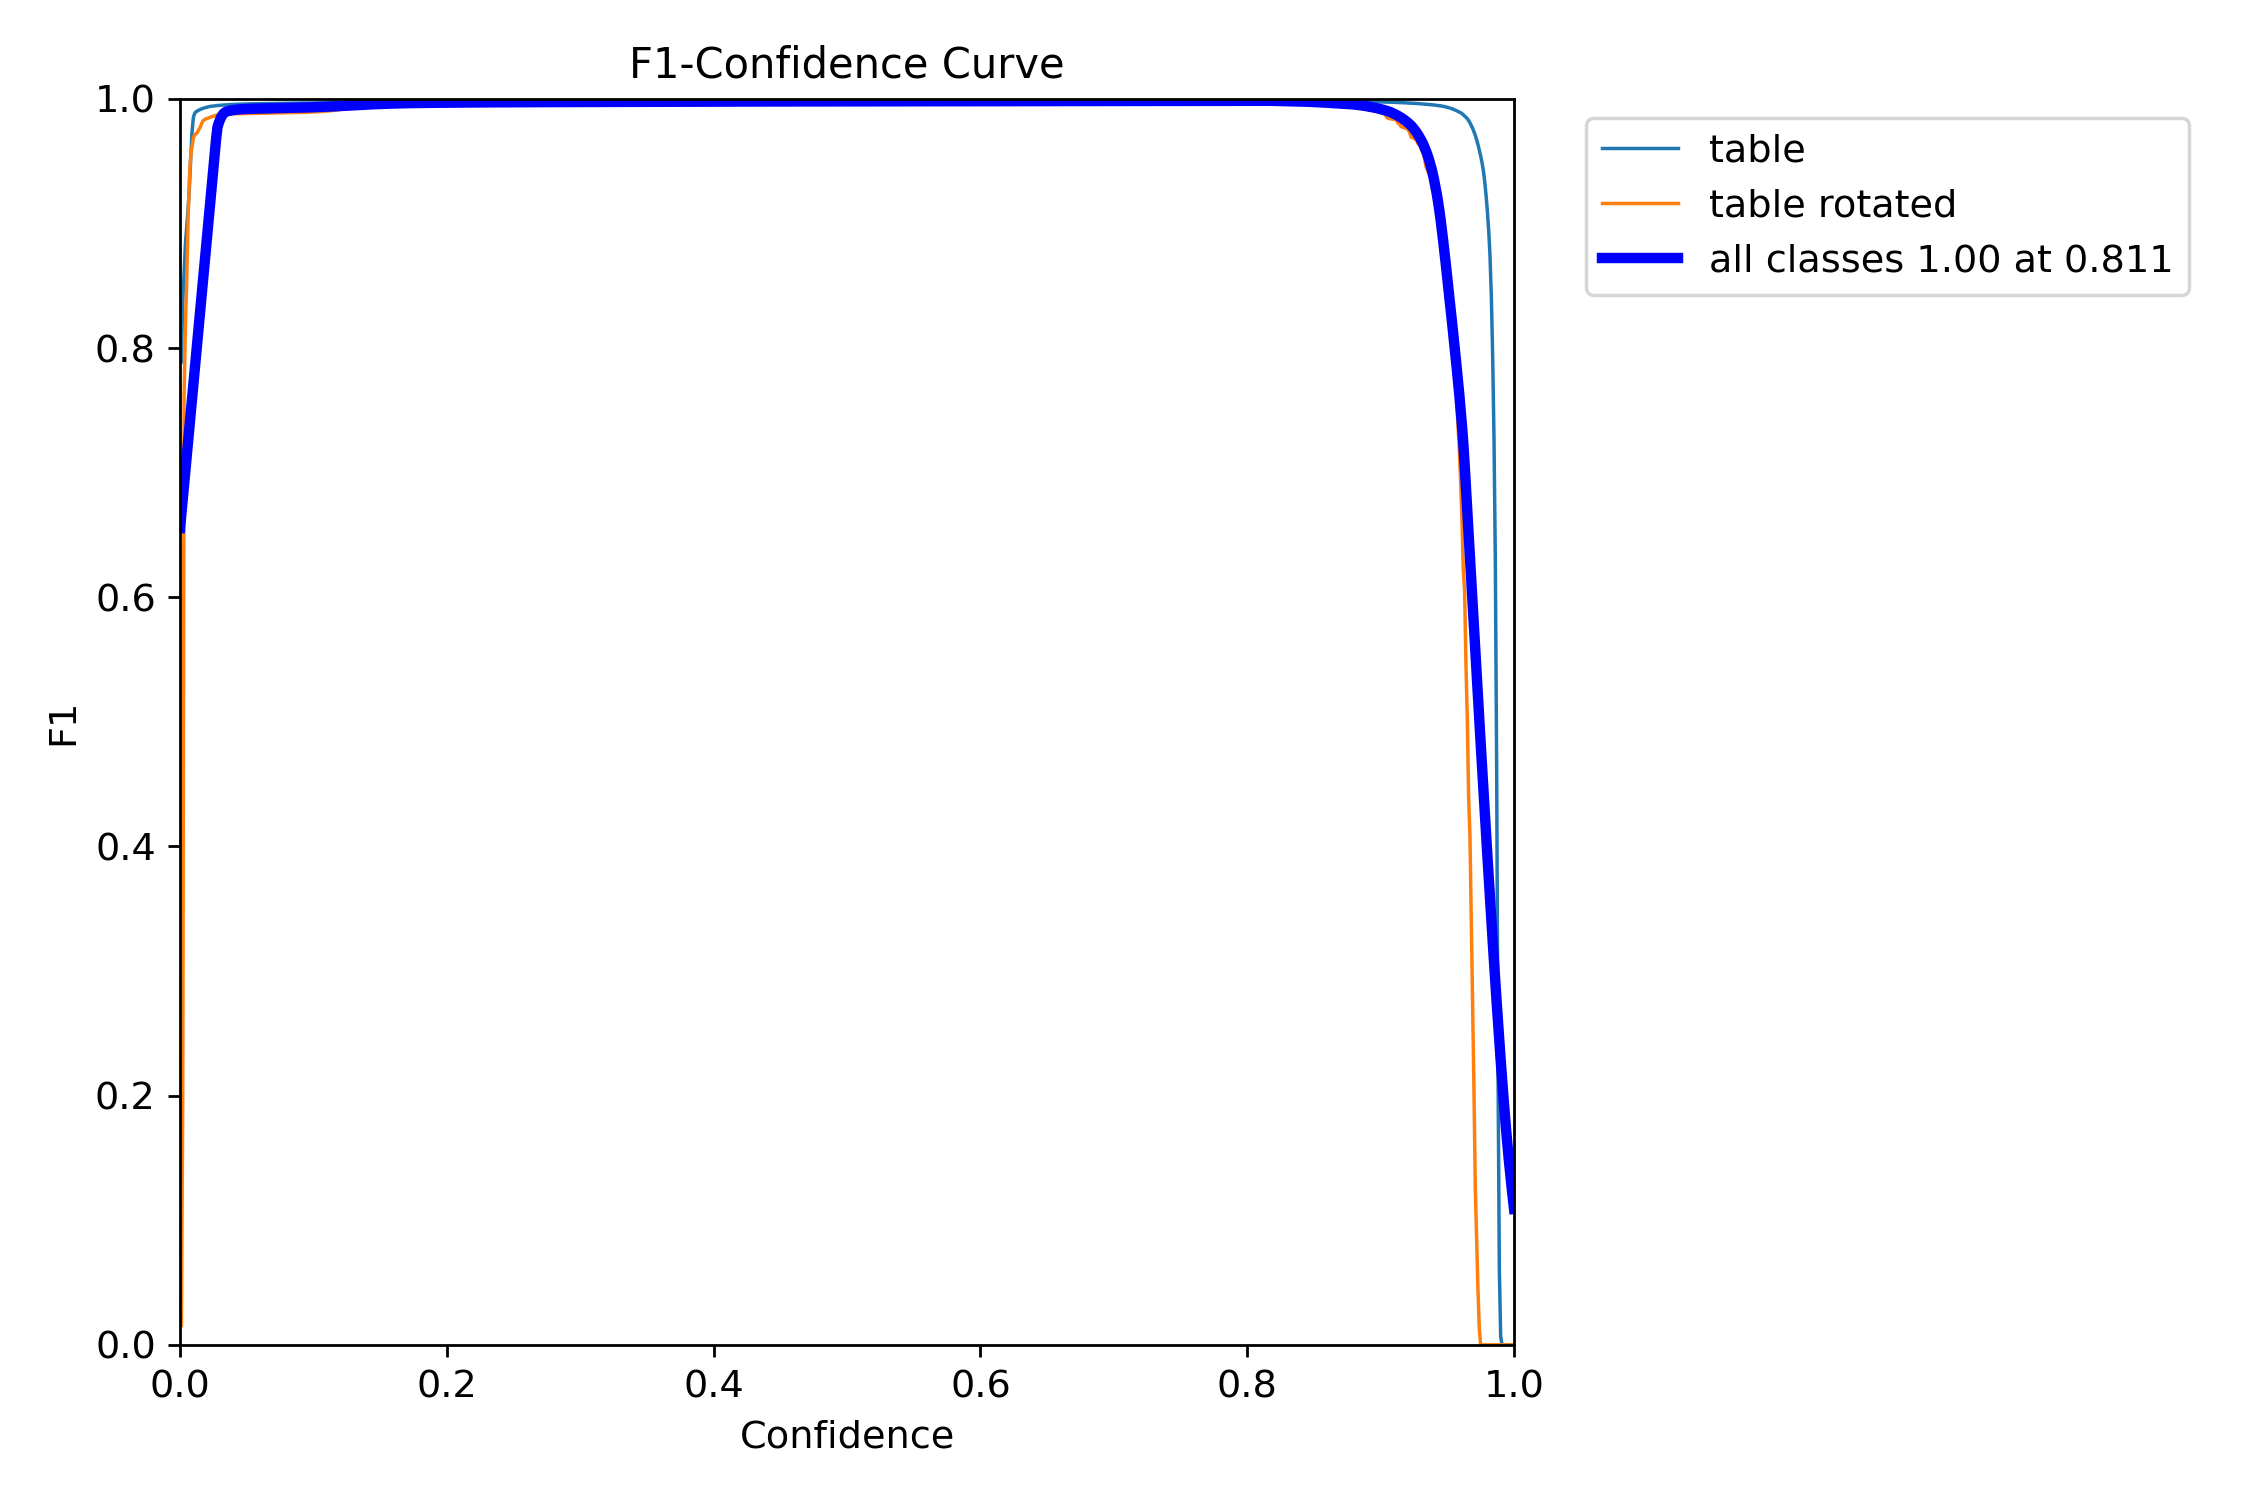 F1-Confidence Curve
1.0
0.8
0.6
0.4
0.2
0.0
F1
0.0 0.2 0.4 0.6 0.8 1.0
Confidence
table
table rotated
all classes 1.00 at 0.811